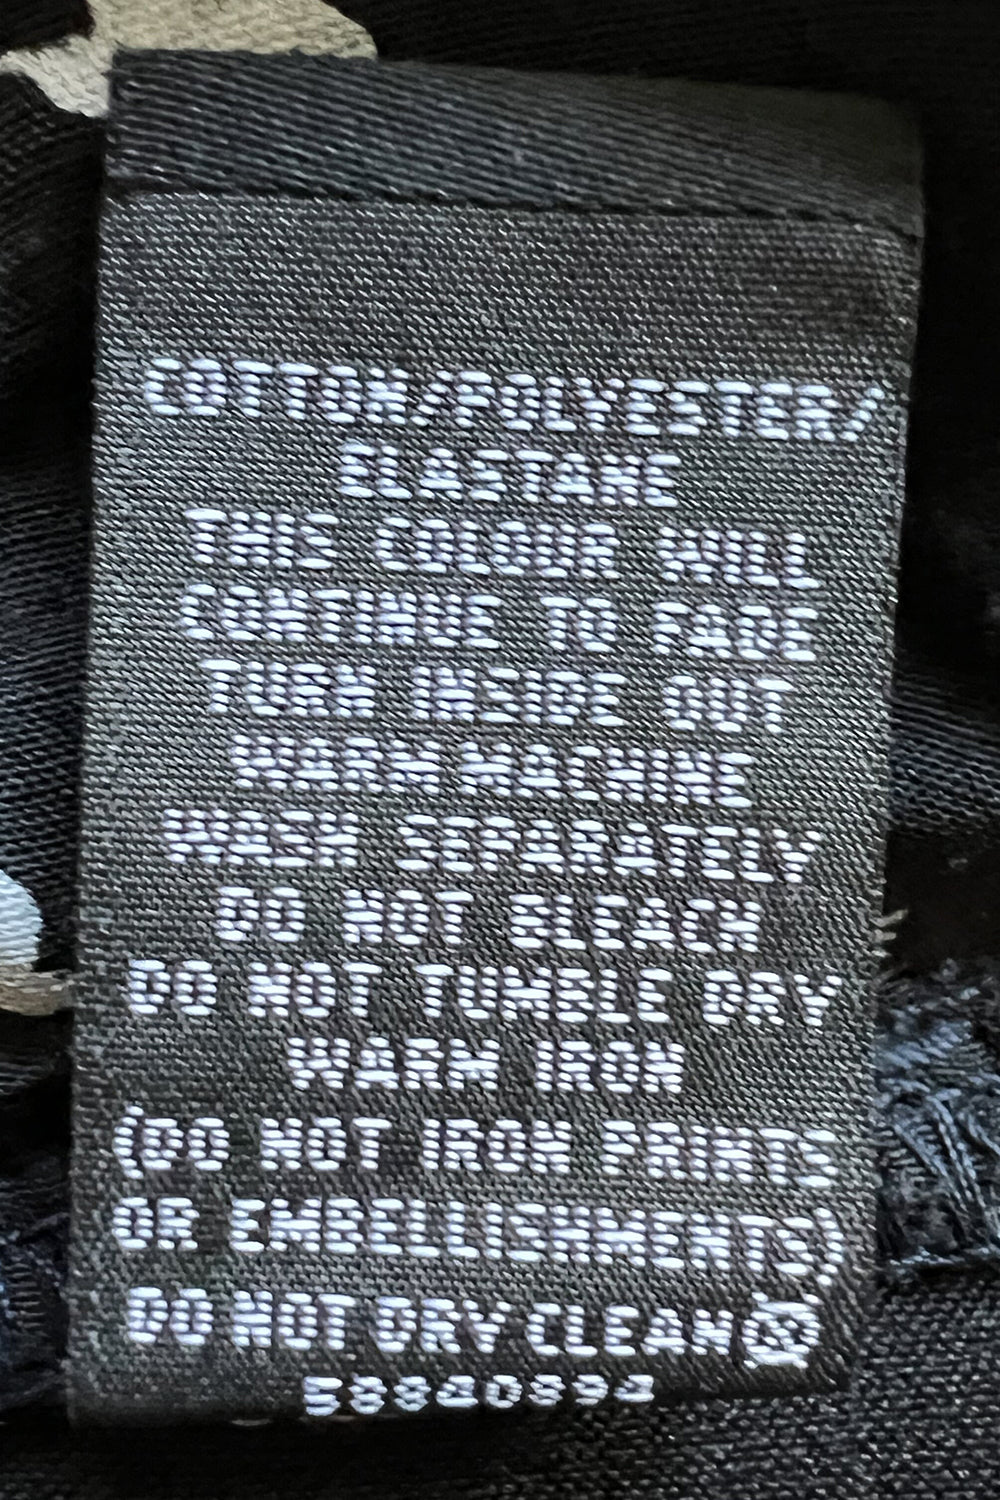 COTTON/POLYESTER/
ELASTANE
THIS COLOUR WILL
CONTINUE TO FADE
TURN INSIDE OUT
WARM MACHINE
WASH SEPARATELY
DO NOT BLEACH
DO NOT TUMBLE DRY
WARM IRON
(DO NOT IRON PRINTS
OR EMBELLISHMENTS)
DO NOT DRY CLEAN